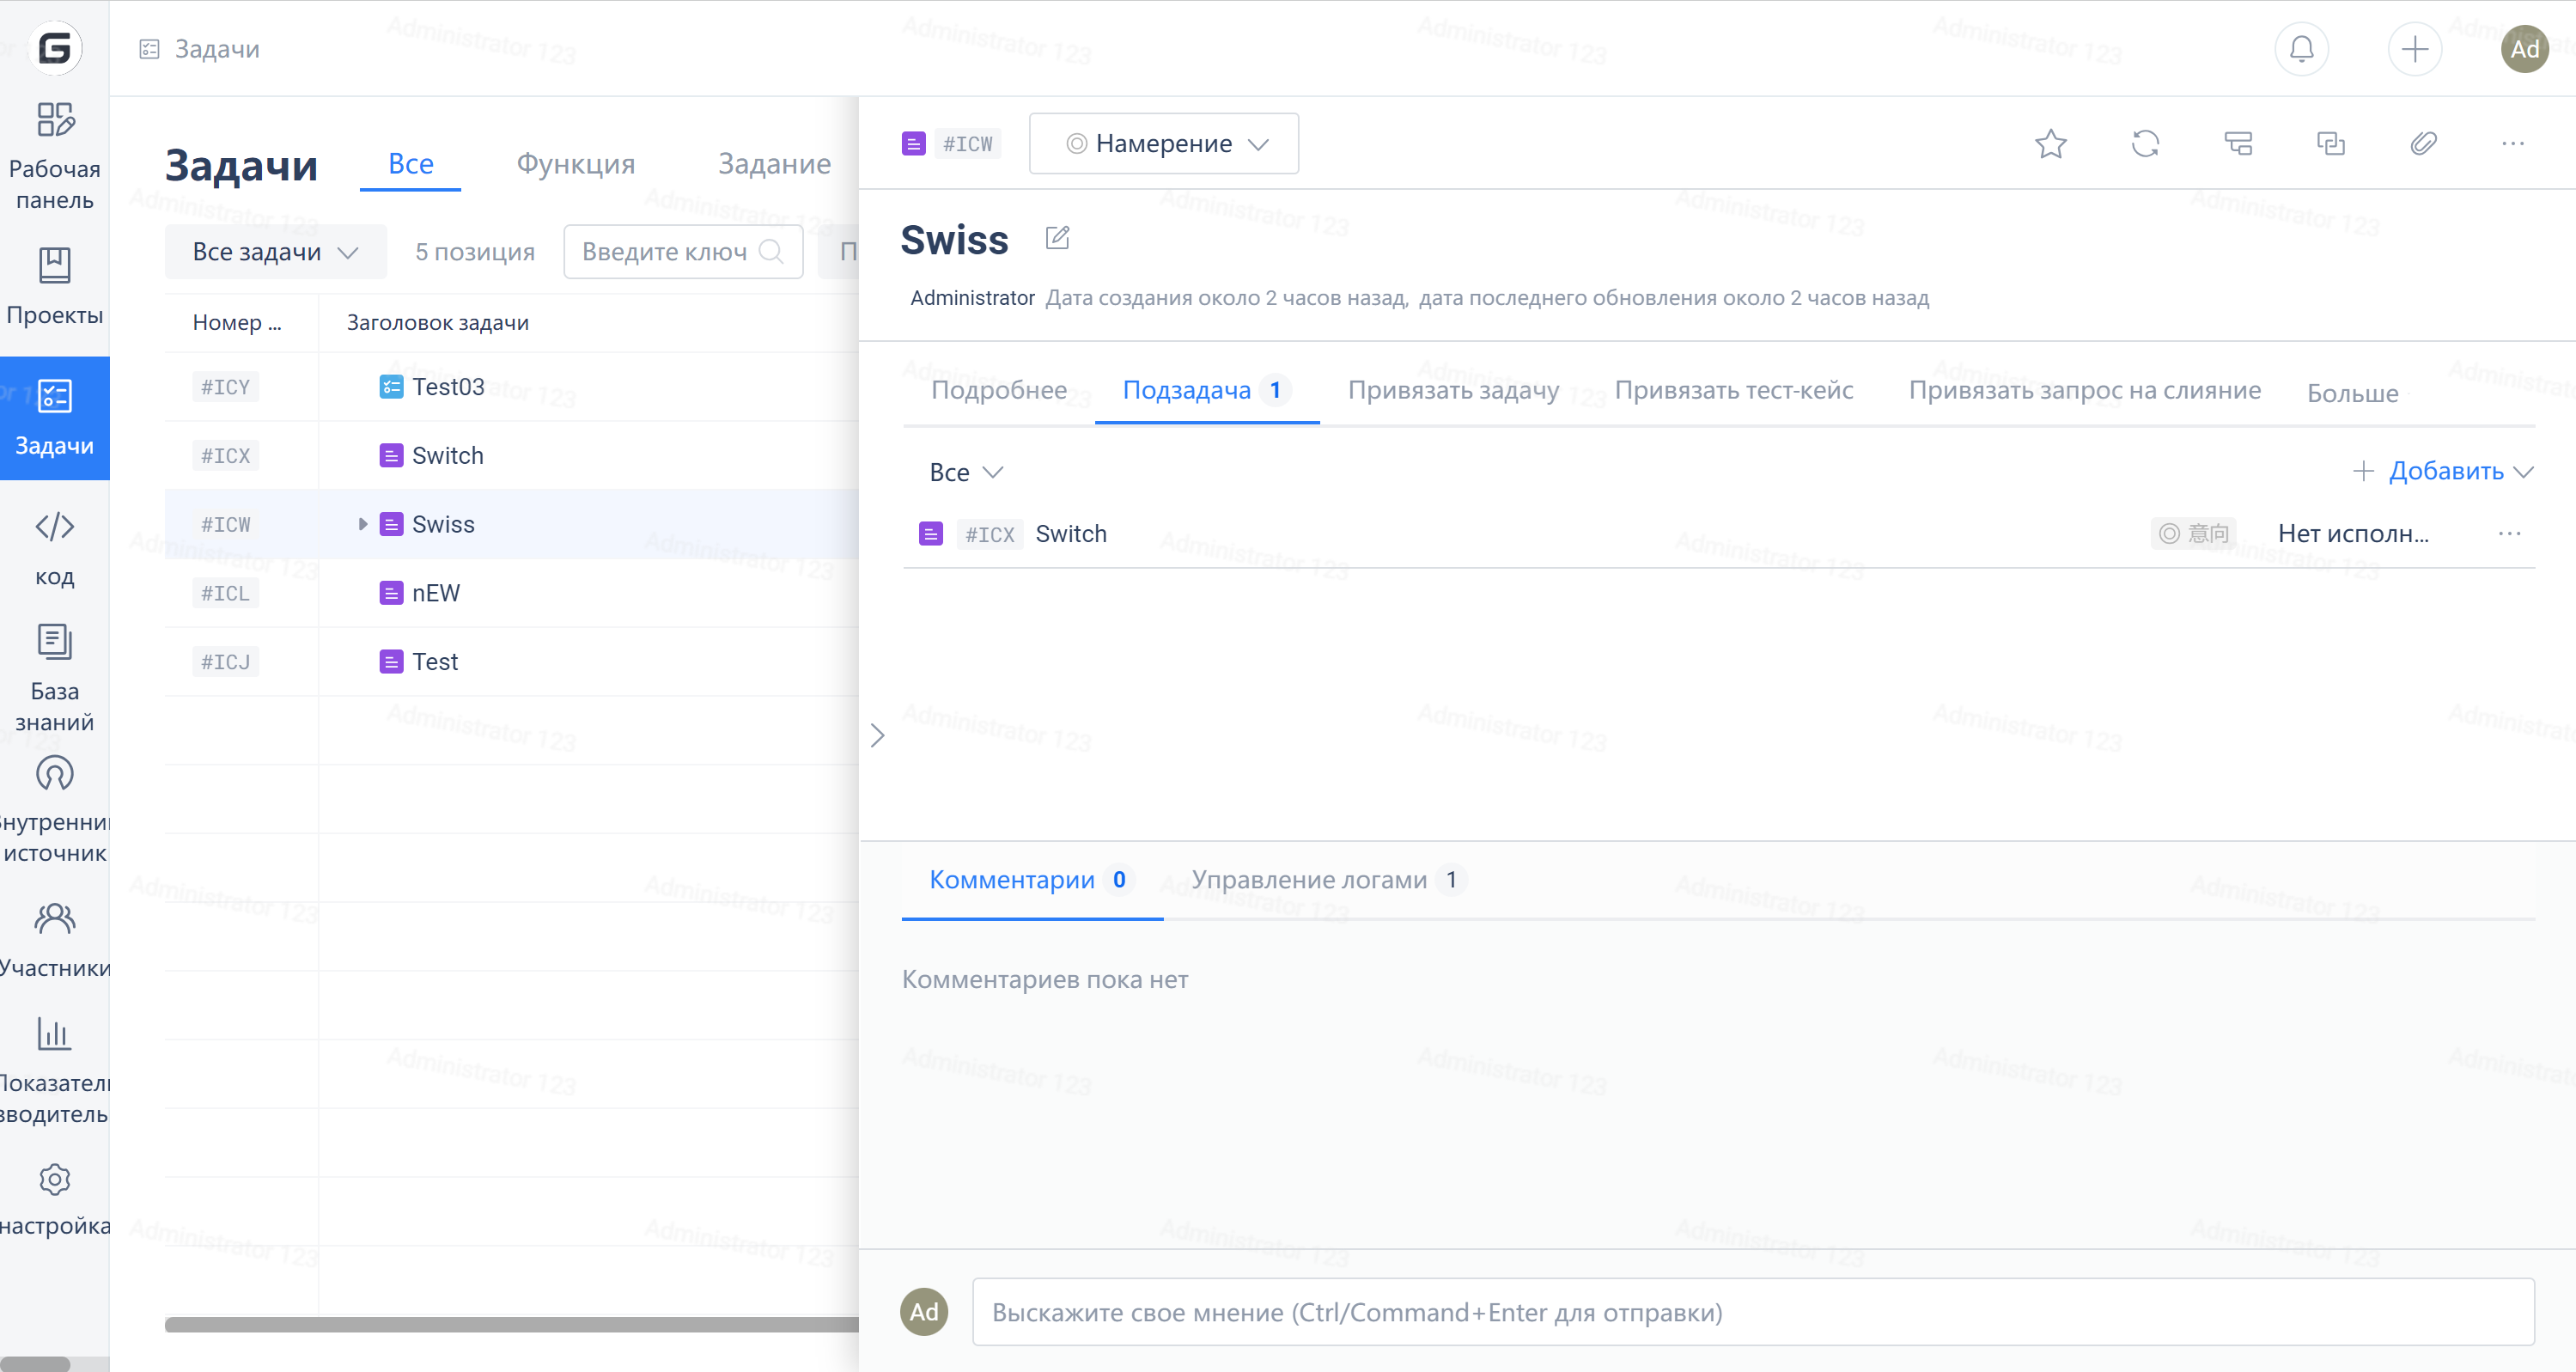 Задачи
Ad
Рабочая
панель
Проекты
Задачи
код
База
знаний
внутренни
источник
Участники
Показател
зводитель
настройка
Задачи
Все
Функция
Задание
Все задачи
5 позиция
Введите ключ
П
Номер ...
Заголовок задачи
#ICY
Test03
#ICX
Switch
#ICW
Swiss
#ICL
nEW
#ICJ
Test
#ICW
Намерение
Swiss
Administrator Дата создания около 2 часов назад, дата последнего обновления около 2 часов назад
Подробнее
Подзадача 1
Привязать задачу
Привязать тест-кейс
Привязать запрос на слияние
Больше
Все
Добавить
#ICX Switch
意向
Нет исполн...
Комментарии 0
Управление логами 1
Комментариев пока нет
Ad
Выскажите свое мнение (Ctrl/Command+Enter для отправки)
Administrator 123